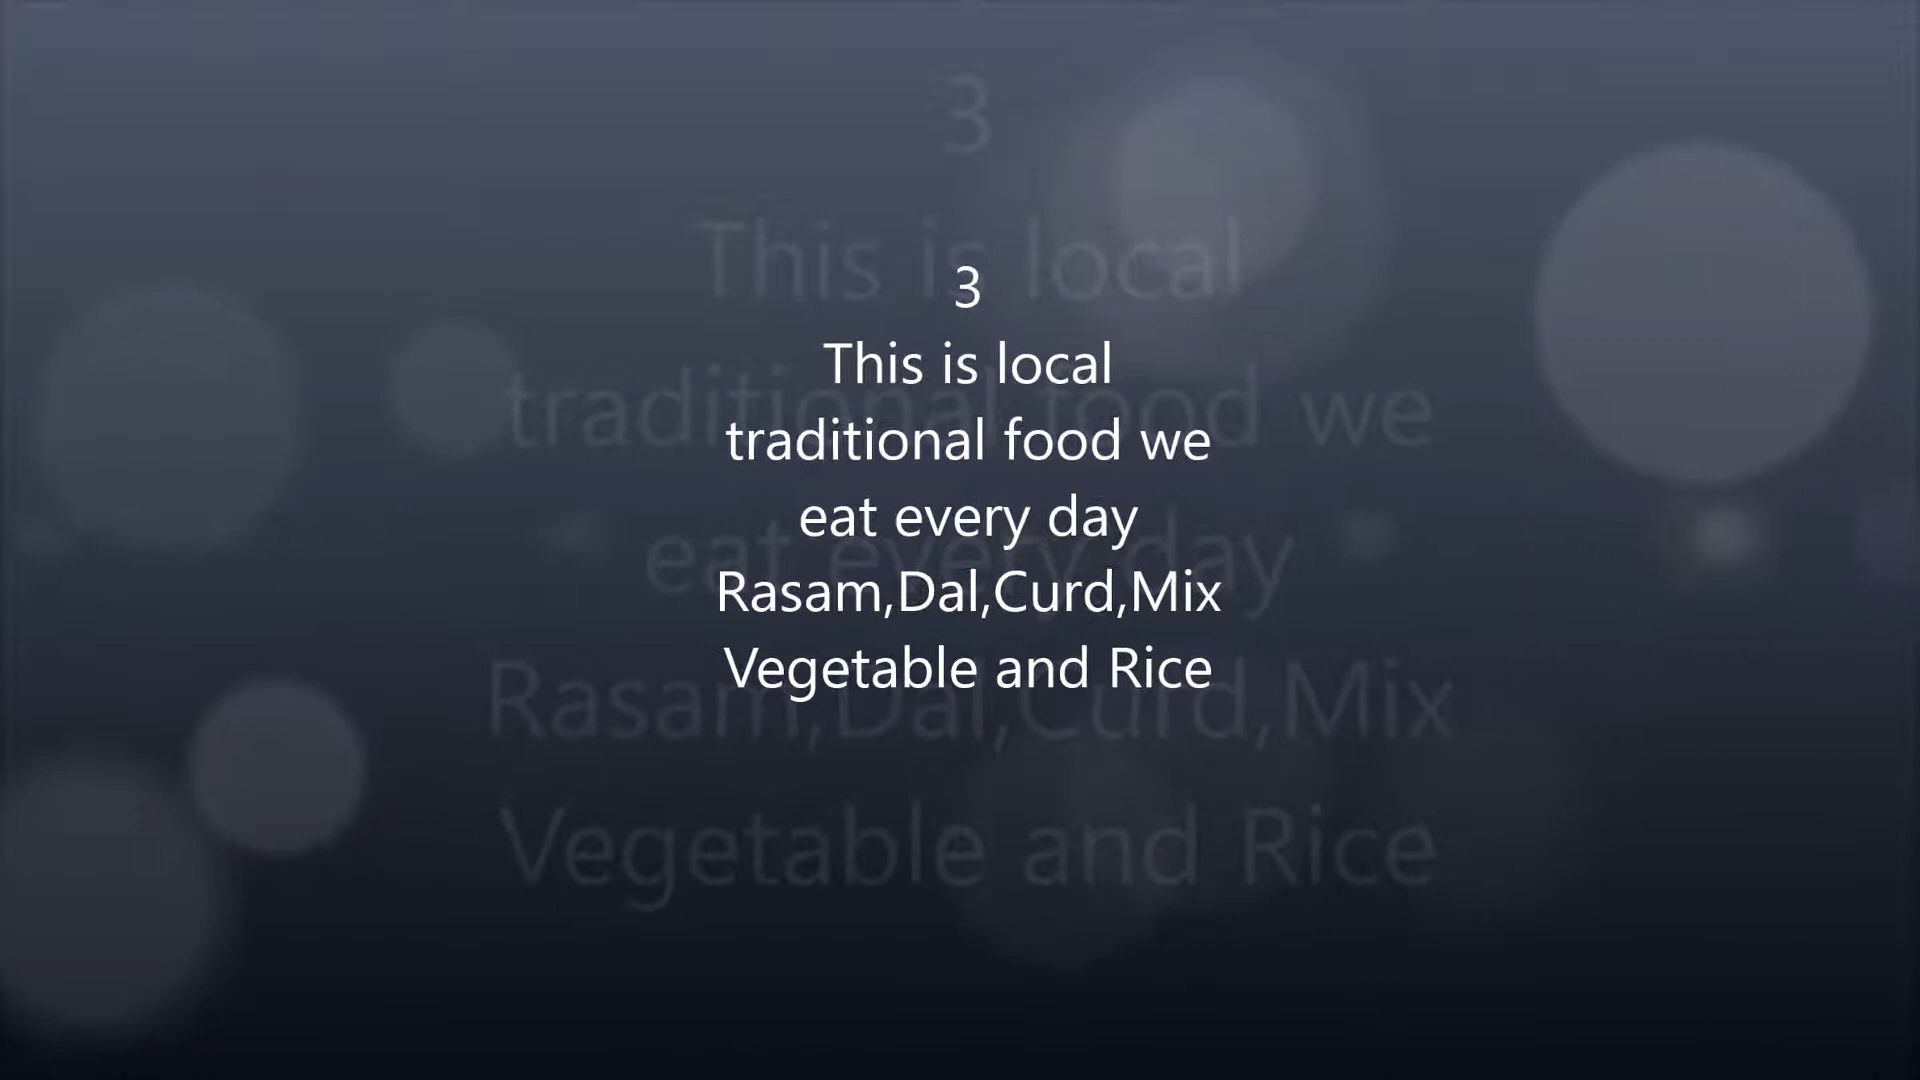 3
This is local
traditional food we
eat every day
Rasam,Dal,Curd,Mix
Vegetable and Rice